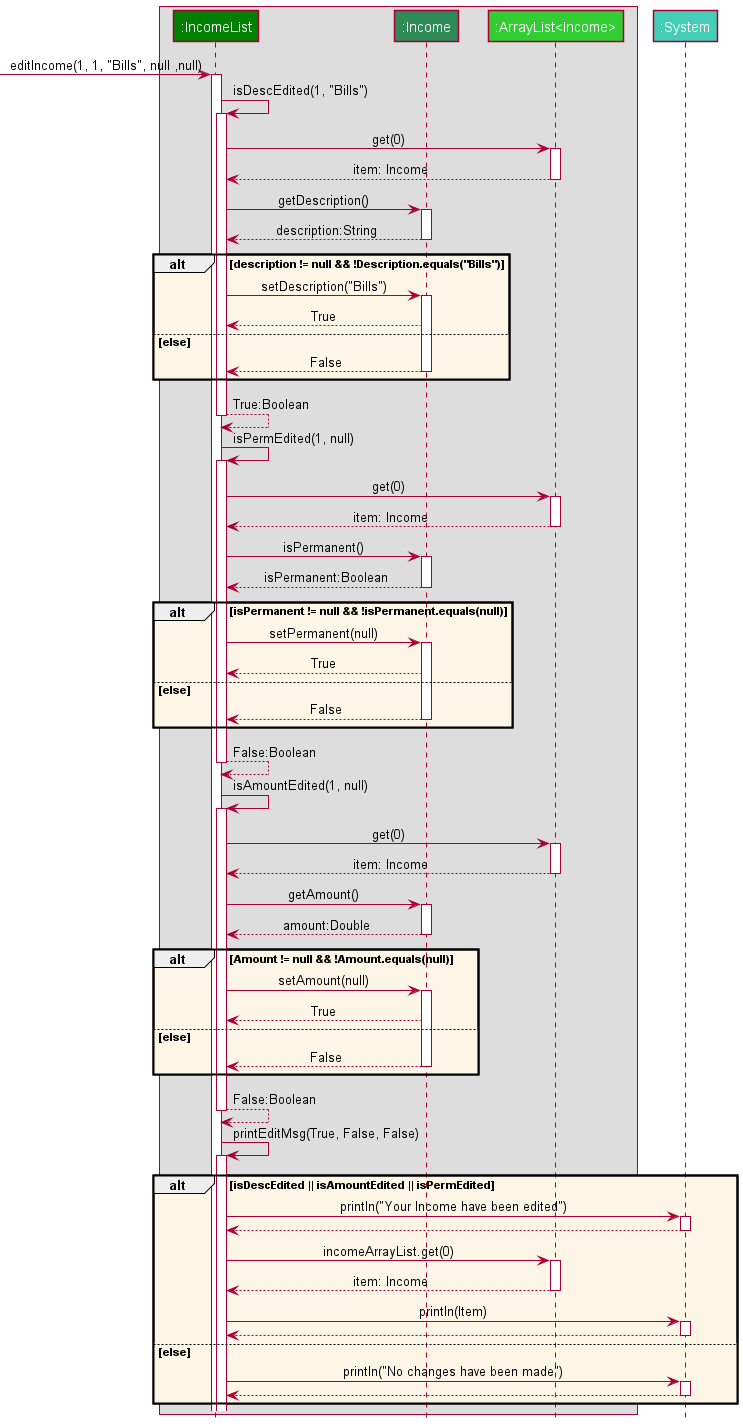 :IncomeList
:Income
:ArrayList<Income>
:System
editIncome(1, 1, "Bills", null ,null)
isDescEdited(1, "Bills")
get(0)
item: Income
getDescription()
description:String
alt
[description != null && !Description.equals("Bills")]
setDescription("Bills")
True
[else]
False
True:Boolean
isPermEdited(1, null)
get(0)
item: Income
isPermanent()
isPermanent:Boolean
alt
[isPermanent != null && !isPermanent.equals(null)]
setPermanent(null)
True
[else]
False
False:Boolean
isAmountEdited(1, null)
get(0)
item: Income
getAmount()
amount:Double
alt
[Amount != null && !Amount.equals(null)]
setAmount(null)
True
[else]
False
False:Boolean
printEditMsg(True, False, False)
alt
[isDescEdited || isAmountEdited || isPermEdited]
println("Your Income have been edited")
incomeArrayList.get(0)
item: Income
println(Item)
[else]
println("No changes have been made")